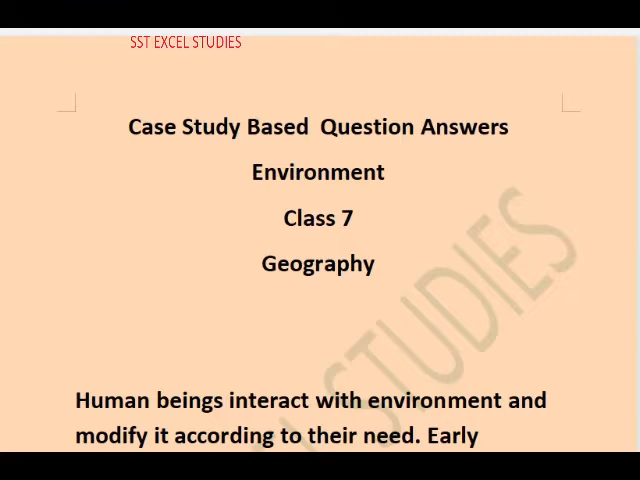 SST EXCEL STUDIES
Case Study Based Question Answers
Environment
Class 7
Geography
STUDIES
Human beings interact with environment and
modify it according to their need. Early